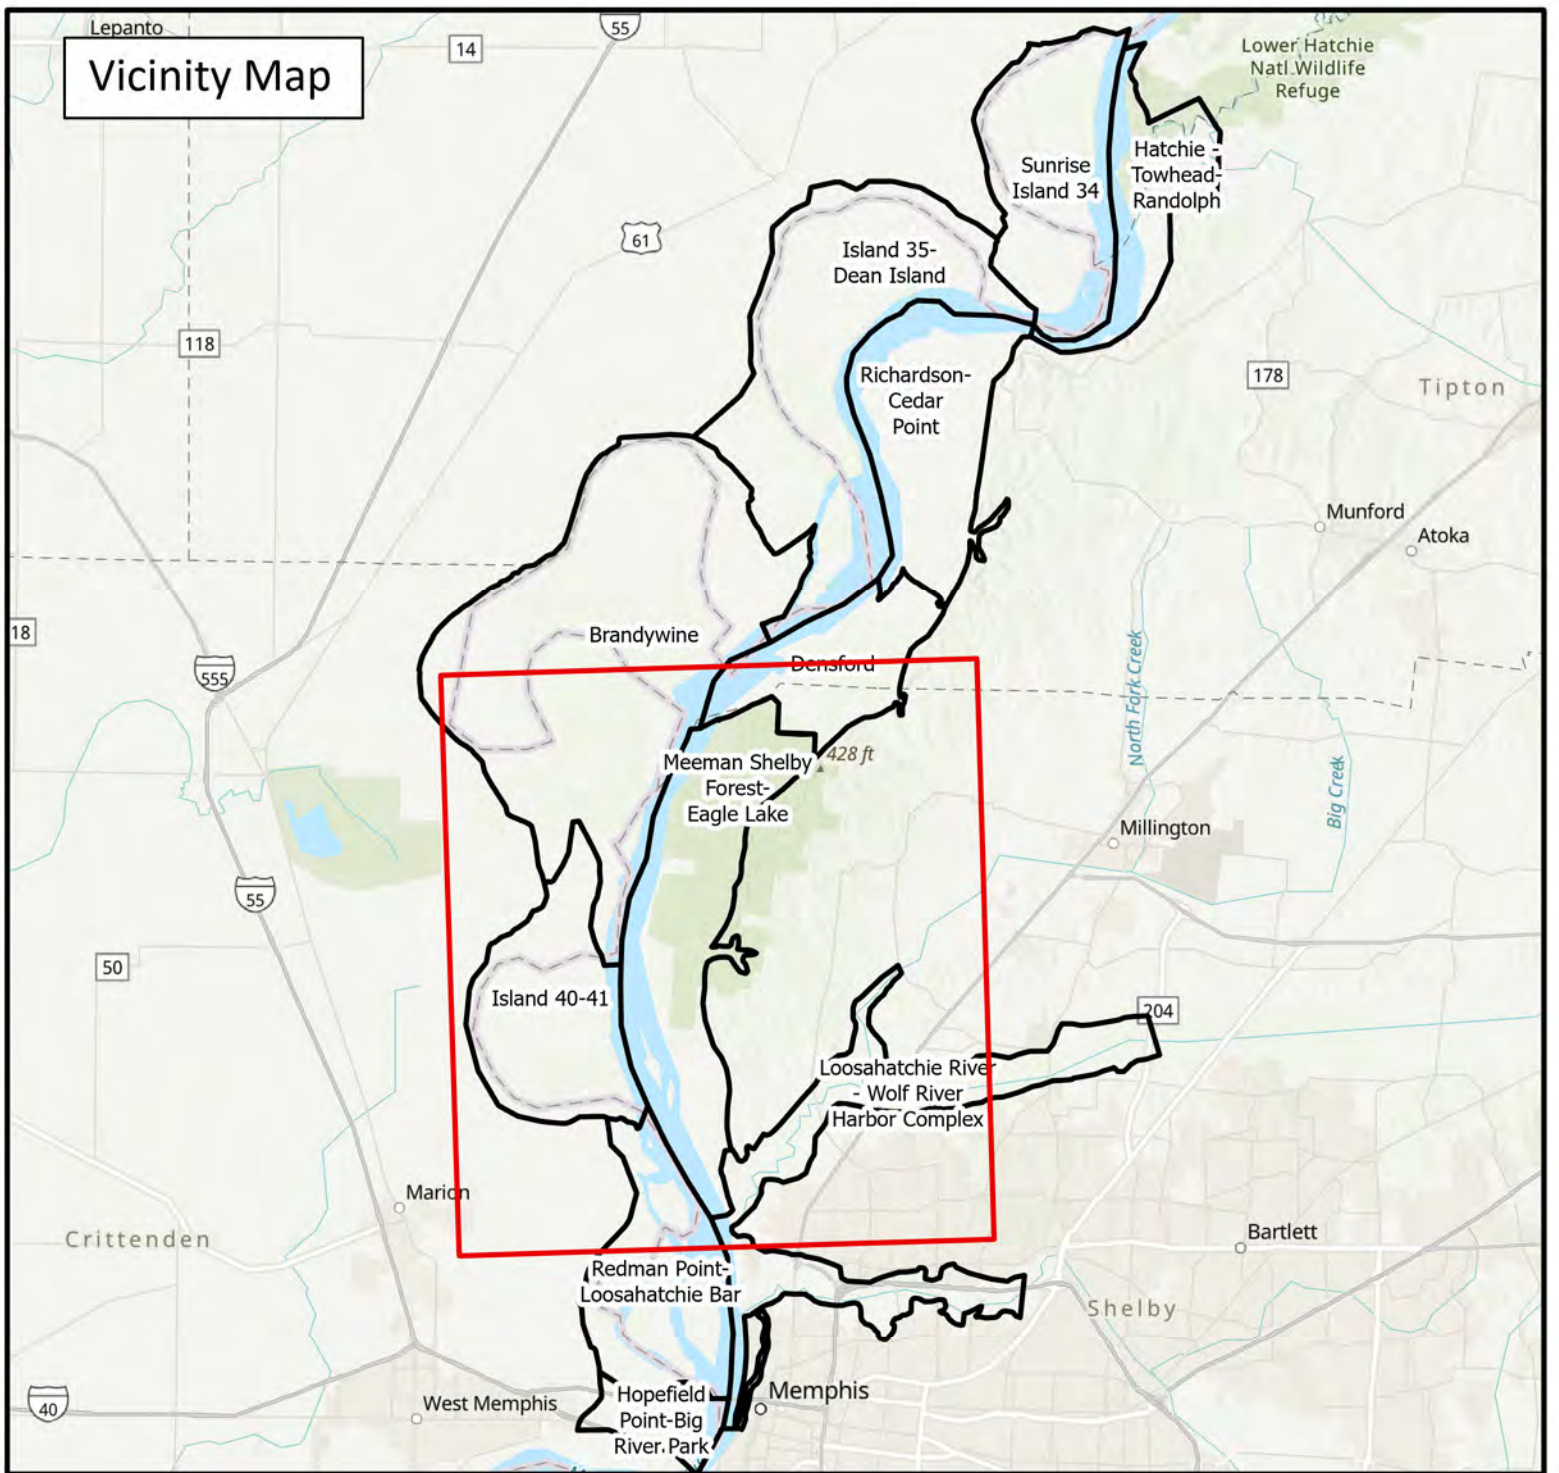 Lepanto
55
14
Vicinity Map
Lower Hatchie
Natl.Wildlife
Refuge
Sunrise
Island 34
Hatchie -
Towhead-
Randolph
61
Island 35-
Dean Island
118
Richardson-
Cedar
Point
178
Tipton
Munford
Atoka
18
Brandywine
Densford
555
North Fork Creek
Meeman Shelby
Forest-
Eagle Lake
428 ft
Big Creek
Millington
55
50
Island 40-41
204
Loosahatchie River
- Wolf River
Harbor Complex
Marion
Crittenden
Bartlett
Redman Point-
Loosahatchie Bar
Shelby
40
West Memphis
Hopefield
Point-Big
River Park
Memphis